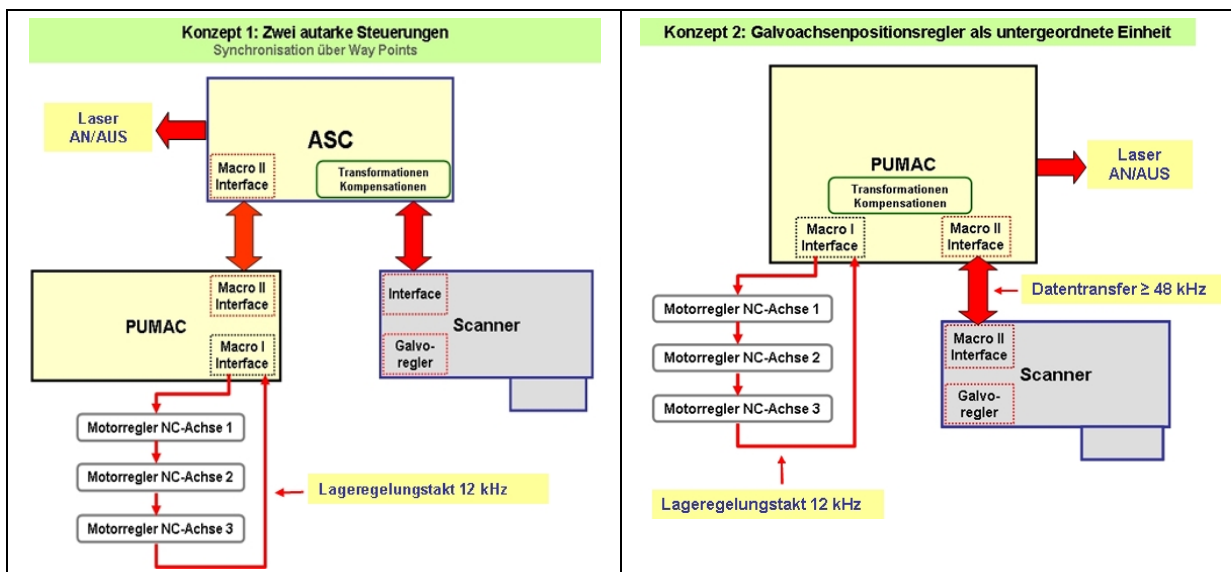 Konzept 1: Zwei autarke Steuerungen
Synchronisation über Way Points
Laser
AN/AUS
ASC
Macro II
Interface
Transformationen
Kompensationen
Macro II
Interface
PUMAC
Macro I
Interface
Interface
Scanner
Galvo-
regler
Motorregler NC-Achse 1
Motorregler NC-Achse 2
Motorregler NC-Achse 3
Lageregelungstakt 12 kHz
Konzept 2: Galvoachsenpositionsregler als untergeordnete Einheit
PUMAC
Laser
AN/AUS
Transformationen
Kompensationen
Macro I
Interface
Macro II
Interface
Datentransfer ≥ 48 kHz
Motorregler NC-Achse 1
Motorregler NC-Achse 2
Motorregler NC-Achse 3
Macro II
Interface
Scanner
Galvo-
regler
Lageregelungstakt 12 kHz